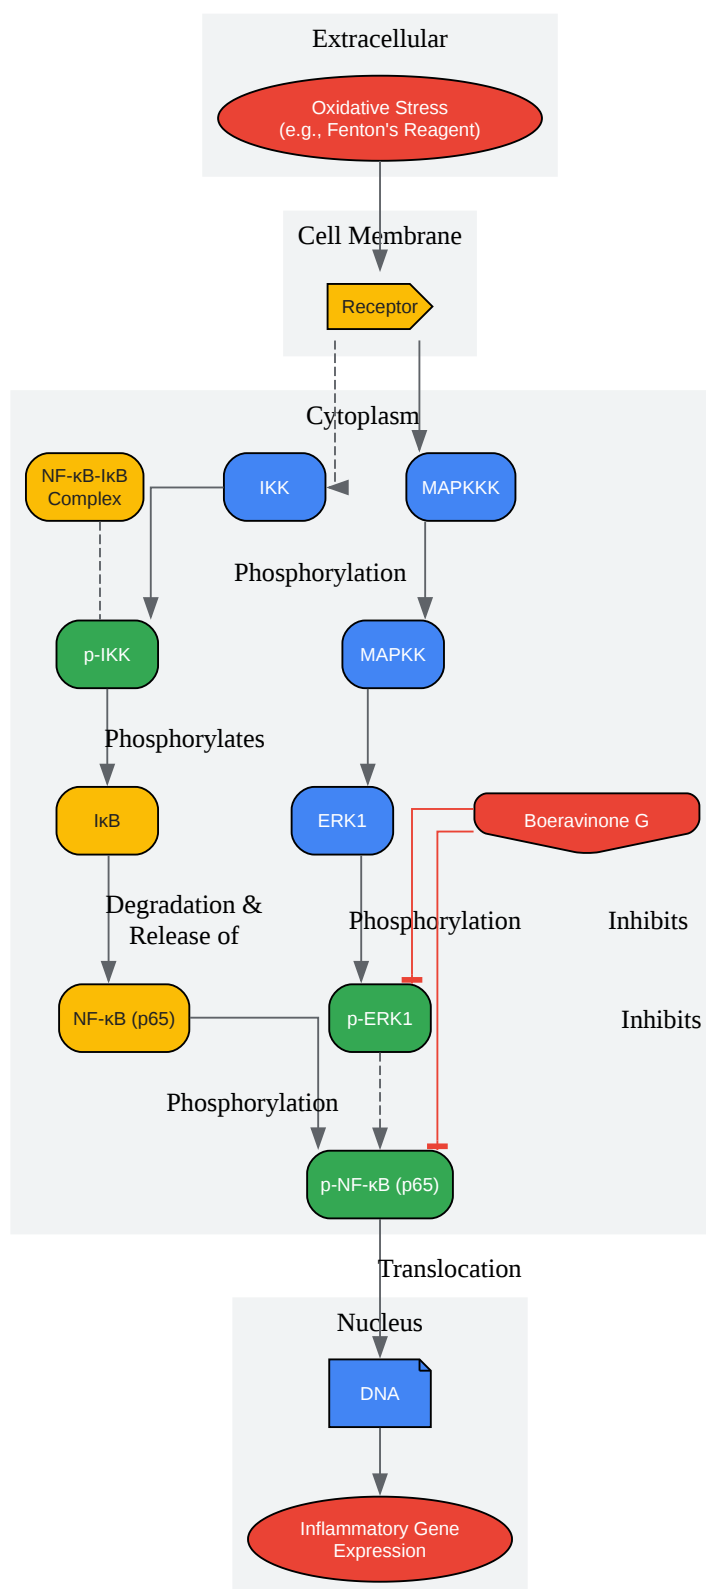 Extracellular
Oxidative Stress
(e.g., Fenton's Reagent)
Cell Membrane
Receptor
Cytoplasm
NF-κB-IκB
Complex
IKK
MAPKKK
Phosphorylation
p-IKK
MAPKK
Phosphorylates
IκB
ERK1
Boeravinone G
Degradation &
Release of
Phosphorylation
Inhibits
NF-κB (p65)
p-ERK1
Inhibits
Phosphorylation
p-NF-κB (p65)
Translocation
Nucleus
DNA
Inflammatory Gene
Expression